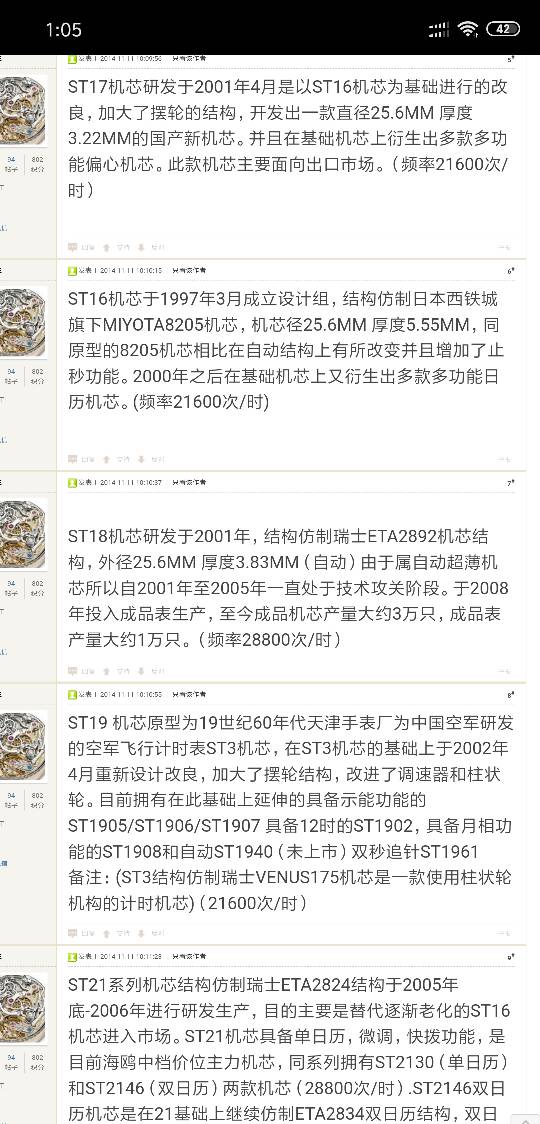 1:05
42
发表于 2014-11-11 10:09:56 只看该作者
5#
ST17机芯研发于2001年4月是以ST16机芯为基础进行的改
良，加大了摆轮的结构，开发出一款直径25.6MM 厚度
3.22MM的国产新机芯。并且在基础机芯上衍生出多款多功
能偏心机芯。此款机芯主要面向出口市场。（频率21600次/
时）
94 802
帖子 积分
回复 支持 反对
发表于 2014-11-11 10:10:15 只看该作者
6#
ST16机芯于1997年3月成立设计组，结构仿制日本西铁城
旗下MIYOTA8205机芯，机芯径25.6MM 厚度5.55MM，同
原型的8205机芯相比在自动结构上有所改变并且增加了止
秒功能。2000年之后在基础机芯上又衍生出多款多功能日
历机芯。(频率21600次/时)
94 802
帖子 积分
回复 支持 反对
发表于 2014-11-11 10:10:37 只看该作者
7#
ST18机芯研发于2001年，结构仿制瑞士ETA2892机芯结
构，外径25.6MM 厚度3.83MM（自动）由于属自动超薄机
芯所以自2001年至2005年一直处于技术攻关阶段。于2008
年投入成品表生产，至今成品机芯产量大约3万只，成品表
产量大约1万只。（频率28800次/时）
94 802
帖子 积分
回复 支持 反对
发表于 2014-11-11 10:10:55 只看该作者
8#
ST19 机芯原型为19世纪60年代天津手表厂为中国空军研发
的空军飞行计时表ST3机芯，在ST3机芯的基础上于2002年
4月重新设计改良，加大了摆轮结构，改进了调速器和柱状
轮。目前拥有在此基础上延伸的具备示能功能的
ST1905/ST1906/ST1907 具备12时的ST1902，具备月相功
能的ST1908和自动ST1940（未上市）双秒追针ST1961
备注：(ST3结构仿制瑞士VENUS175机芯是一款使用柱状轮
机构的计时机芯)（21600次/时）
94 802
帖子 积分
回复 支持 反对
发表于 2014-11-11 10:11:23 只看该作者
9#
ST21系列机芯结构仿制瑞士ETA2824结构于2005年
底-2006年进行研发生产，目的主要是替代逐渐老化的ST16
机芯进入市场。ST21机芯具备单日历，微调，快拨功能，是
目前海鸥中档价位主力机芯，同系列拥有ST2130（单日历）
和ST2146（双日历）两款机芯（28800次/时）.ST2146双日
历机芯是在21基础上继续仿制ETA2834双日历结构，双日
94 802
帖子 积分